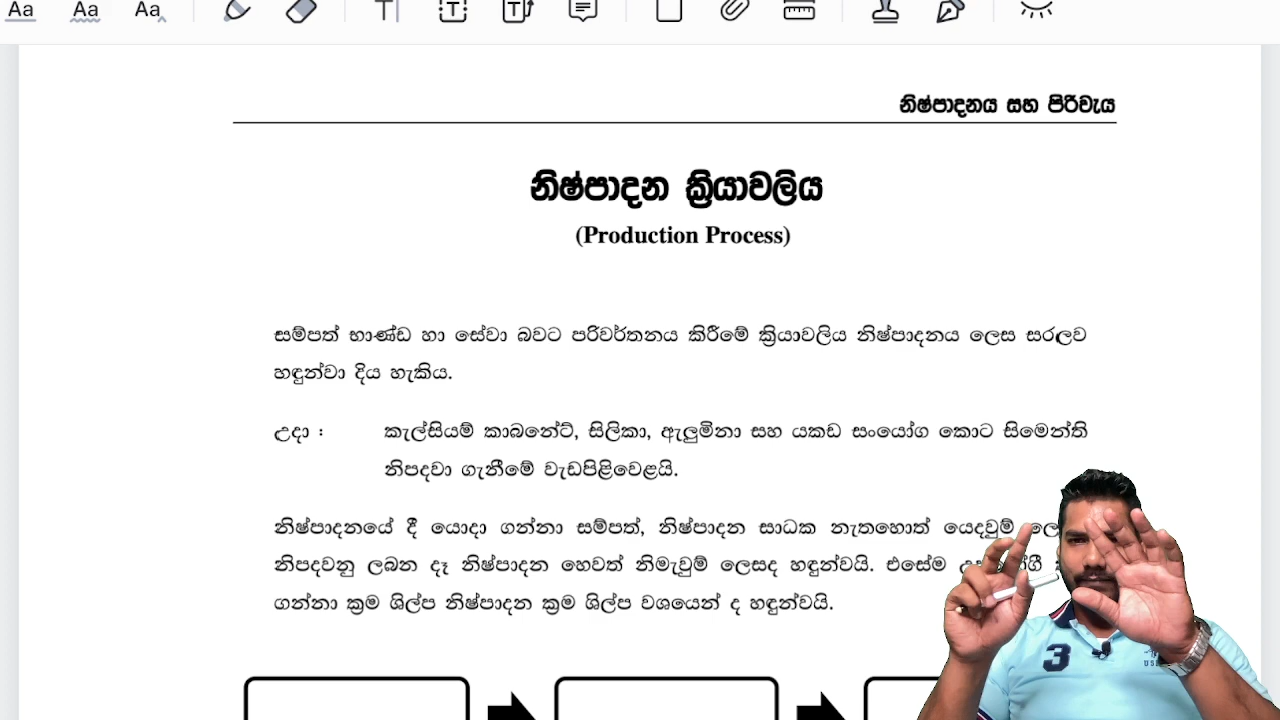 Aa Aa Aa T T T
නිෂ්පාදනය සහ පිරිවැය
නිෂ්පාදන ක්‍රියාවලිය
(Production Process)
සම්පත් භාණ්ඩ හා සේවා බවට පරිවර්තනය කිරීමේ ක්‍රියාවලිය නිෂ්පාදනය ලෙස සරලව
හඳුන්වා දිය හැකිය.
උදා : කැල්සියම් කාබනේට්, සිලිකා, ඇලුමිනා සහ යකඩ සංයෝග කොට සිමෙන්ති
නිපදවා ගැනීමේ වැඩපිළිවෙළයි.
නිෂ්පාදනයේ දී යොදා ගන්නා සම්පත්, නිෂ්පාදන සාධක නැතහොත් යෙදවුම්
නිපදවනු ලබන දෑ නිෂ්පාදන හෙවත් නිමැවුම් ලෙසද හඳුන්වයි. එසේම
ගන්නා ක්‍රම ශිල්ප නිෂ්පාදන ක්‍රම ශිල්ප වශයෙන් ද හඳුන්වයි.
3